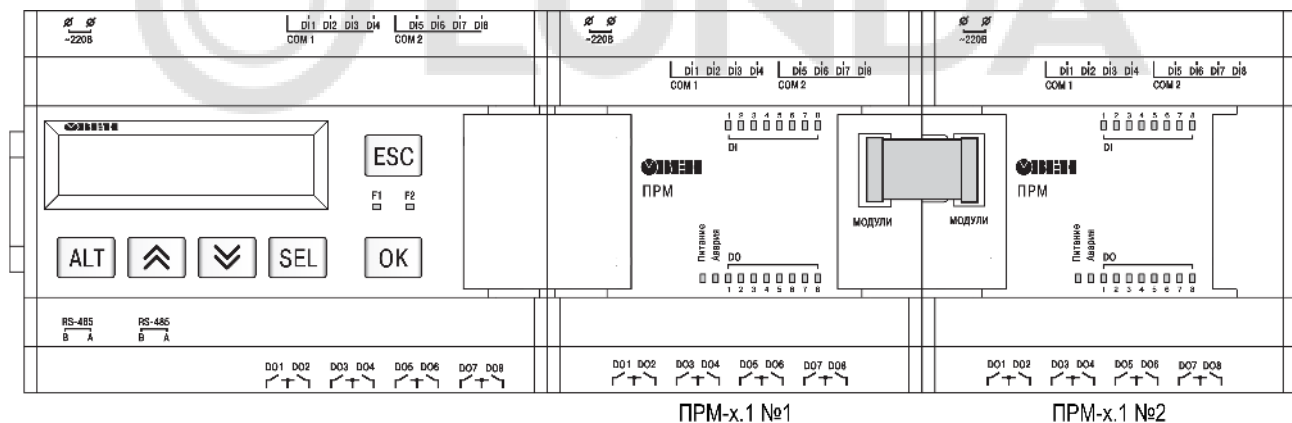 LUNDA
~220В
DI1 DI2 DI3 DI4 DI5 DI6 DI7 DI8
COM 1 COM 2
~220В
DI1 DI2 DI3 DI4 DI5 DI6 DI7 DI8
COM 1 COM 2
~220В
DI1 DI2 DI3 DI4 DI5 DI6 DI7 DI8
COM 1 COM 2
ОВЕН
ESC
F1 F2
ALT SEL OK
RS-485 RS-485
B A B A
DO1 DO2 DO3 DO4 DO5 DO6 DO7 DO8
1 2 3 4 5 6 7 8
DI
ОВЕН
ПРМ
Питание
Авария
DO
1 2 3 4 5 6 7 8
DO1 DO2 DO3 DO4 DO5 DO6 DO7 DO8
МОДУЛИ МОДУЛИ
1 2 3 4 5 6 7 8
DI
ОВЕН
ПРМ
Питание
Авария
DO
1 2 3 4 5 6 7 8
DO1 DO2 DO3 DO4 DO5 DO6 DO7 DO8
ПРМ-х.1 №1 ПРМ-х.1 №2